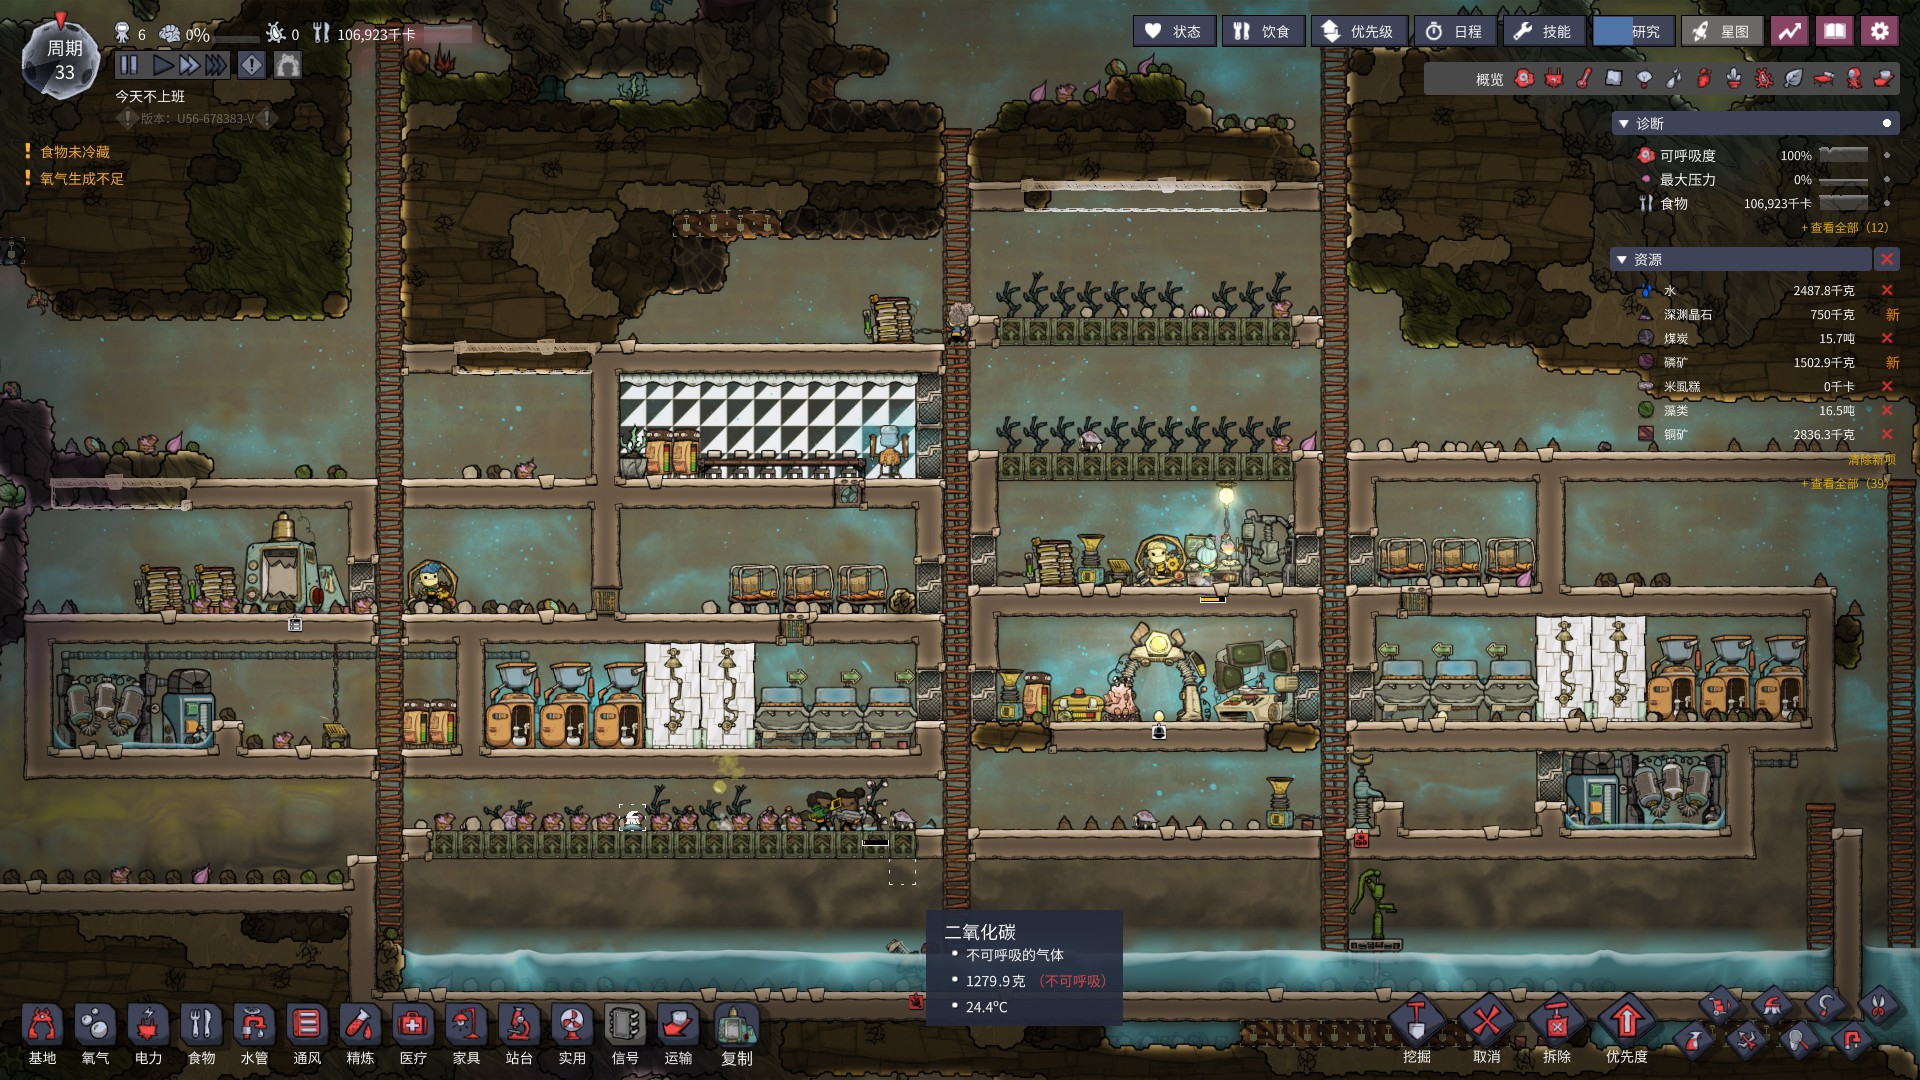 周期
33
6
0%
0
106,923千卡
今天不上班
版本: U56-678383-V
! 食物未冷藏
! 氧气生成不足
状态
饮食
优先级
日程
技能
研究
星图
概览
诊断
可呼吸度 100%
最大压力 0%
食物 106,923千卡
+ 查看全部 (12)
资源
水 2487.8千克
深渊晶石 750千克 新
煤炭 15.7吨
磷矿 1502.9千克 新
米虱糕 0千卡
藻类 16.5吨
铜矿 2836.3千克
清除新项
+ 查看全部 (39)
二氧化碳
• 不可呼吸的气体
• 1279.9克 (不可呼吸)
• 24.4ºC
基地
氧气
电力
食物
水管
通风
精炼
医疗
家具
站台
实用
信号
运输
复制
挖掘
取消
拆除
优先度